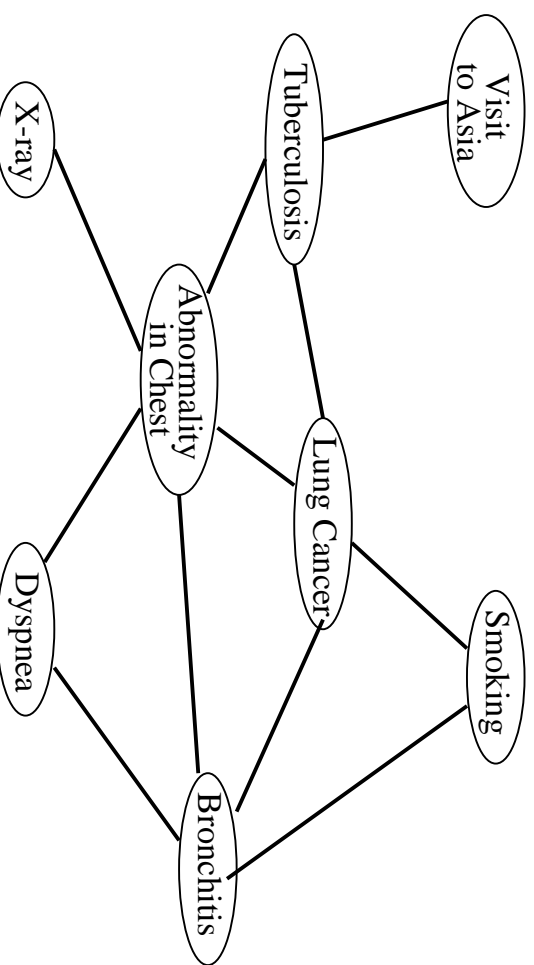 Visit
to Asia
Smoking
Tuberculosis
Lung Cancer
Abnormality
in Chest
Bronchitis
X-ray
Dyspnea